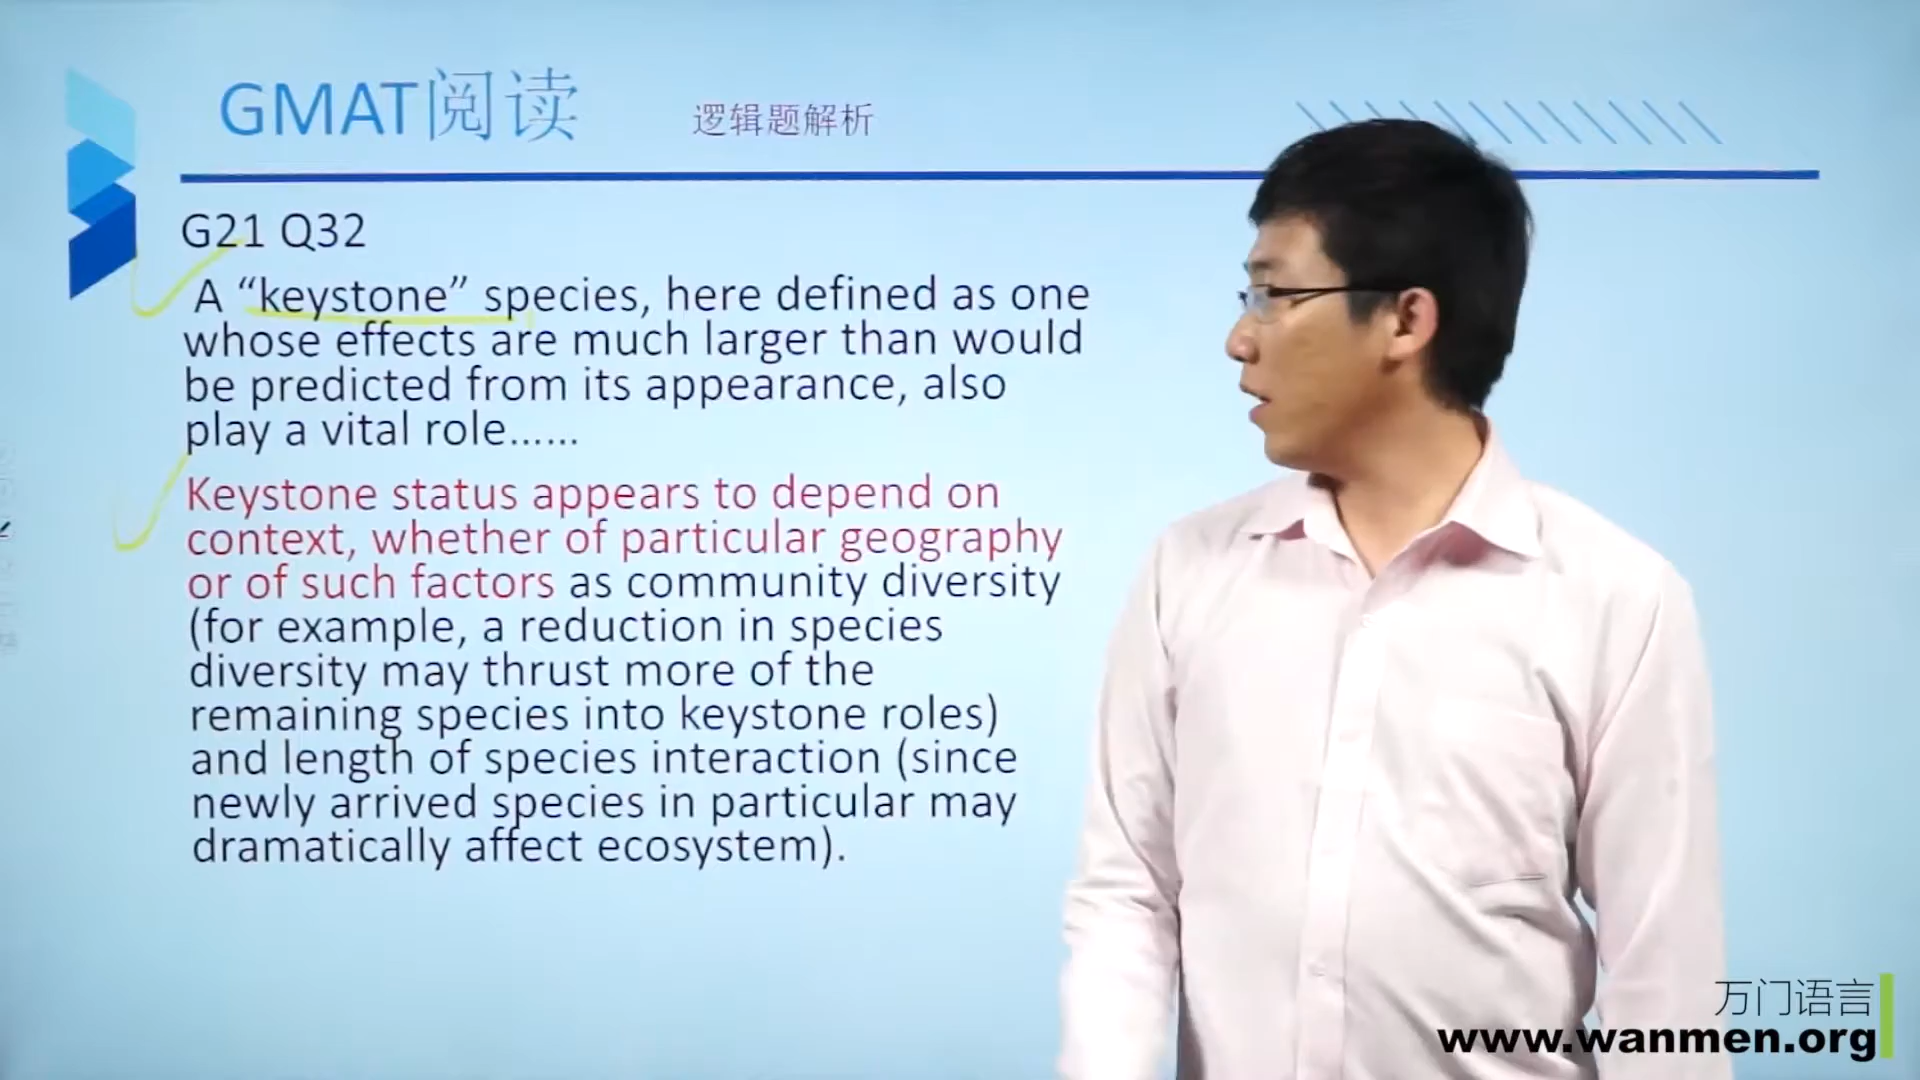 GMAT阅读
逻辑题解析
G21 Q32
A “keystone” species, here defined as one
whose effects are much larger than would
be predicted from its appearance, also
play a vital role......
Keystone status appears to depend on
context, whether of particular geography
or of such factors as community diversity
(for example, a reduction in species
diversity may thrust more of the
remaining species into keystone roles)
and length of species interaction (since
newly arrived species in particular may
dramatically affect ecosystem).
万门语言
www.wanmen.org